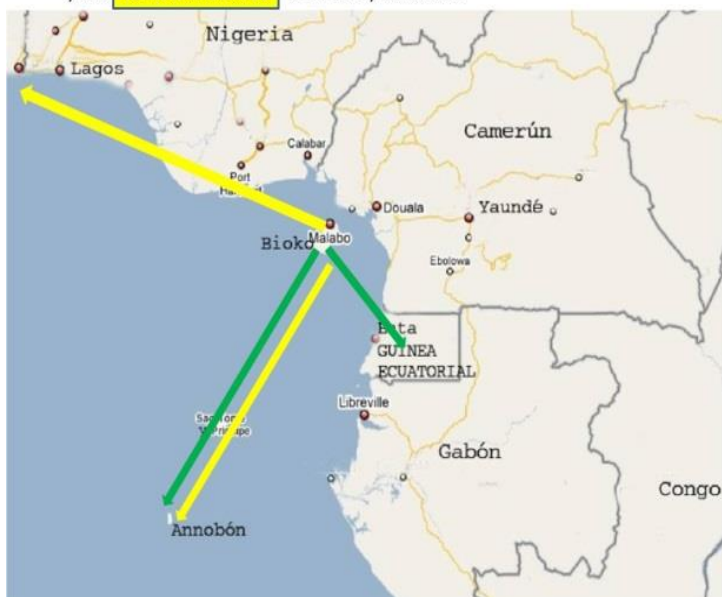 Nigeria
Lagos
Camerún
Calabar
Port
Douala
Yaundé
Malabo
Bioko
Ebolowa
Bata
GUINEA
ECUATORIAL
Libreville
Gabón
Congo
Annobón